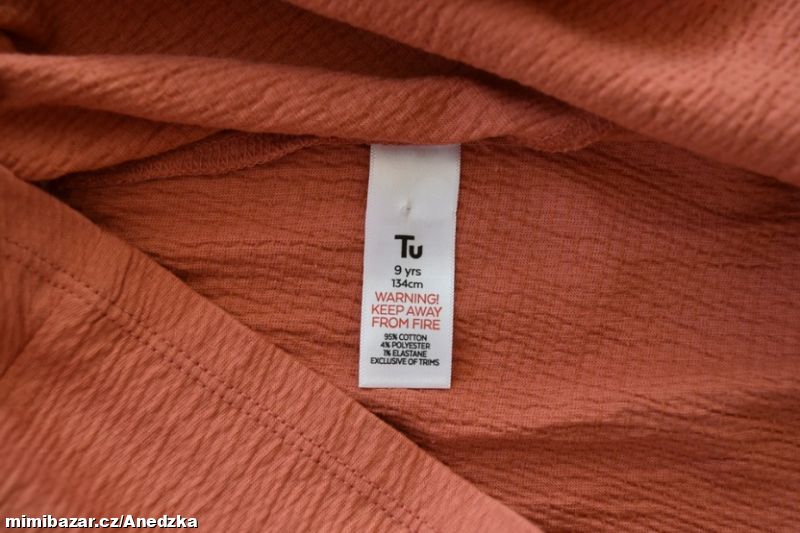 Tu
9 yrs
134cm
WARNING!
KEEP AWAY
FROM FIRE
95% COTTON
4% POLYESTER
1% ELASTANE
EXCLUSIVE OF TRIMS
mimibazar.cz/Anedzka